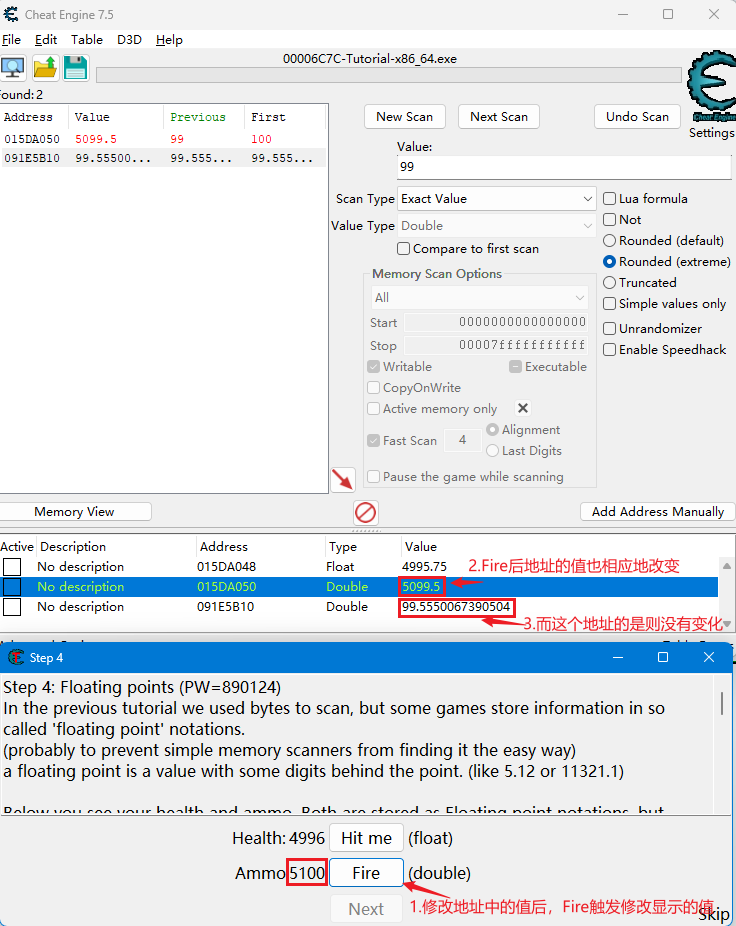 Cheat Engine 7.5
File Edit Table D3D Help
00006C7C-Tutorial-x86_64.exe
Found:2
Address Value Previous First
015DA050 5099.5 99 100
091E5B10 99.55500... 99.555... 99.555...
New Scan Next Scan Undo Scan
Cheat Engine
Settings
Value:
99
Scan Type Exact Value
Value Type Double
Compare to first scan
Lua formula
Not
Rounded (default)
Rounded (extreme)
Truncated
Simple values only
Unrandomizer
Enable Speedhack
Memory Scan Options
All
Start 0000000000000000
Stop 00007fffffffffff
Writable Executable
CopyOnWrite
Active memory only
Fast Scan 4 Alignment
Last Digits
Pause the game while scanning
Memory View Add Address Manually
Active Description Address Type Value
No description 015DA048 Float 4995.75
No description 015DA050 Double 5099.5
No description 091E5B10 Double 99.5550067390504
2.Fire后地址的值也相应地改变
3.而这个地址的是则没有变化
Step 4
Step 4: Floating points (PW=890124)
In the previous tutorial we used bytes to scan, but some games store information in so
called 'floating point' notations.
(probably to prevent simple memory scanners from finding it the easy way)
a floating point is a value with some digits behind the point. (like 5.12 or 11321.1)
Below you see your health and ammo. Both are stored as Floating point notations, but
Health: 4996 Hit me (float)
Ammo 5100 Fire (double)
1.修改地址中的值后，Fire触发修改显示的值
Next
Skip